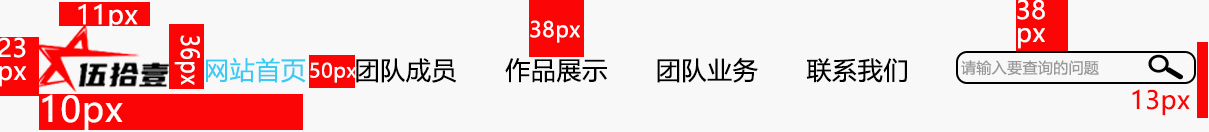 11px
38px
38
px
23
px
伍拾壹
36px
网站首页
50px
团队成员
作品展示
团队业务
联系我们
请输入要查询的问题
10px
13px